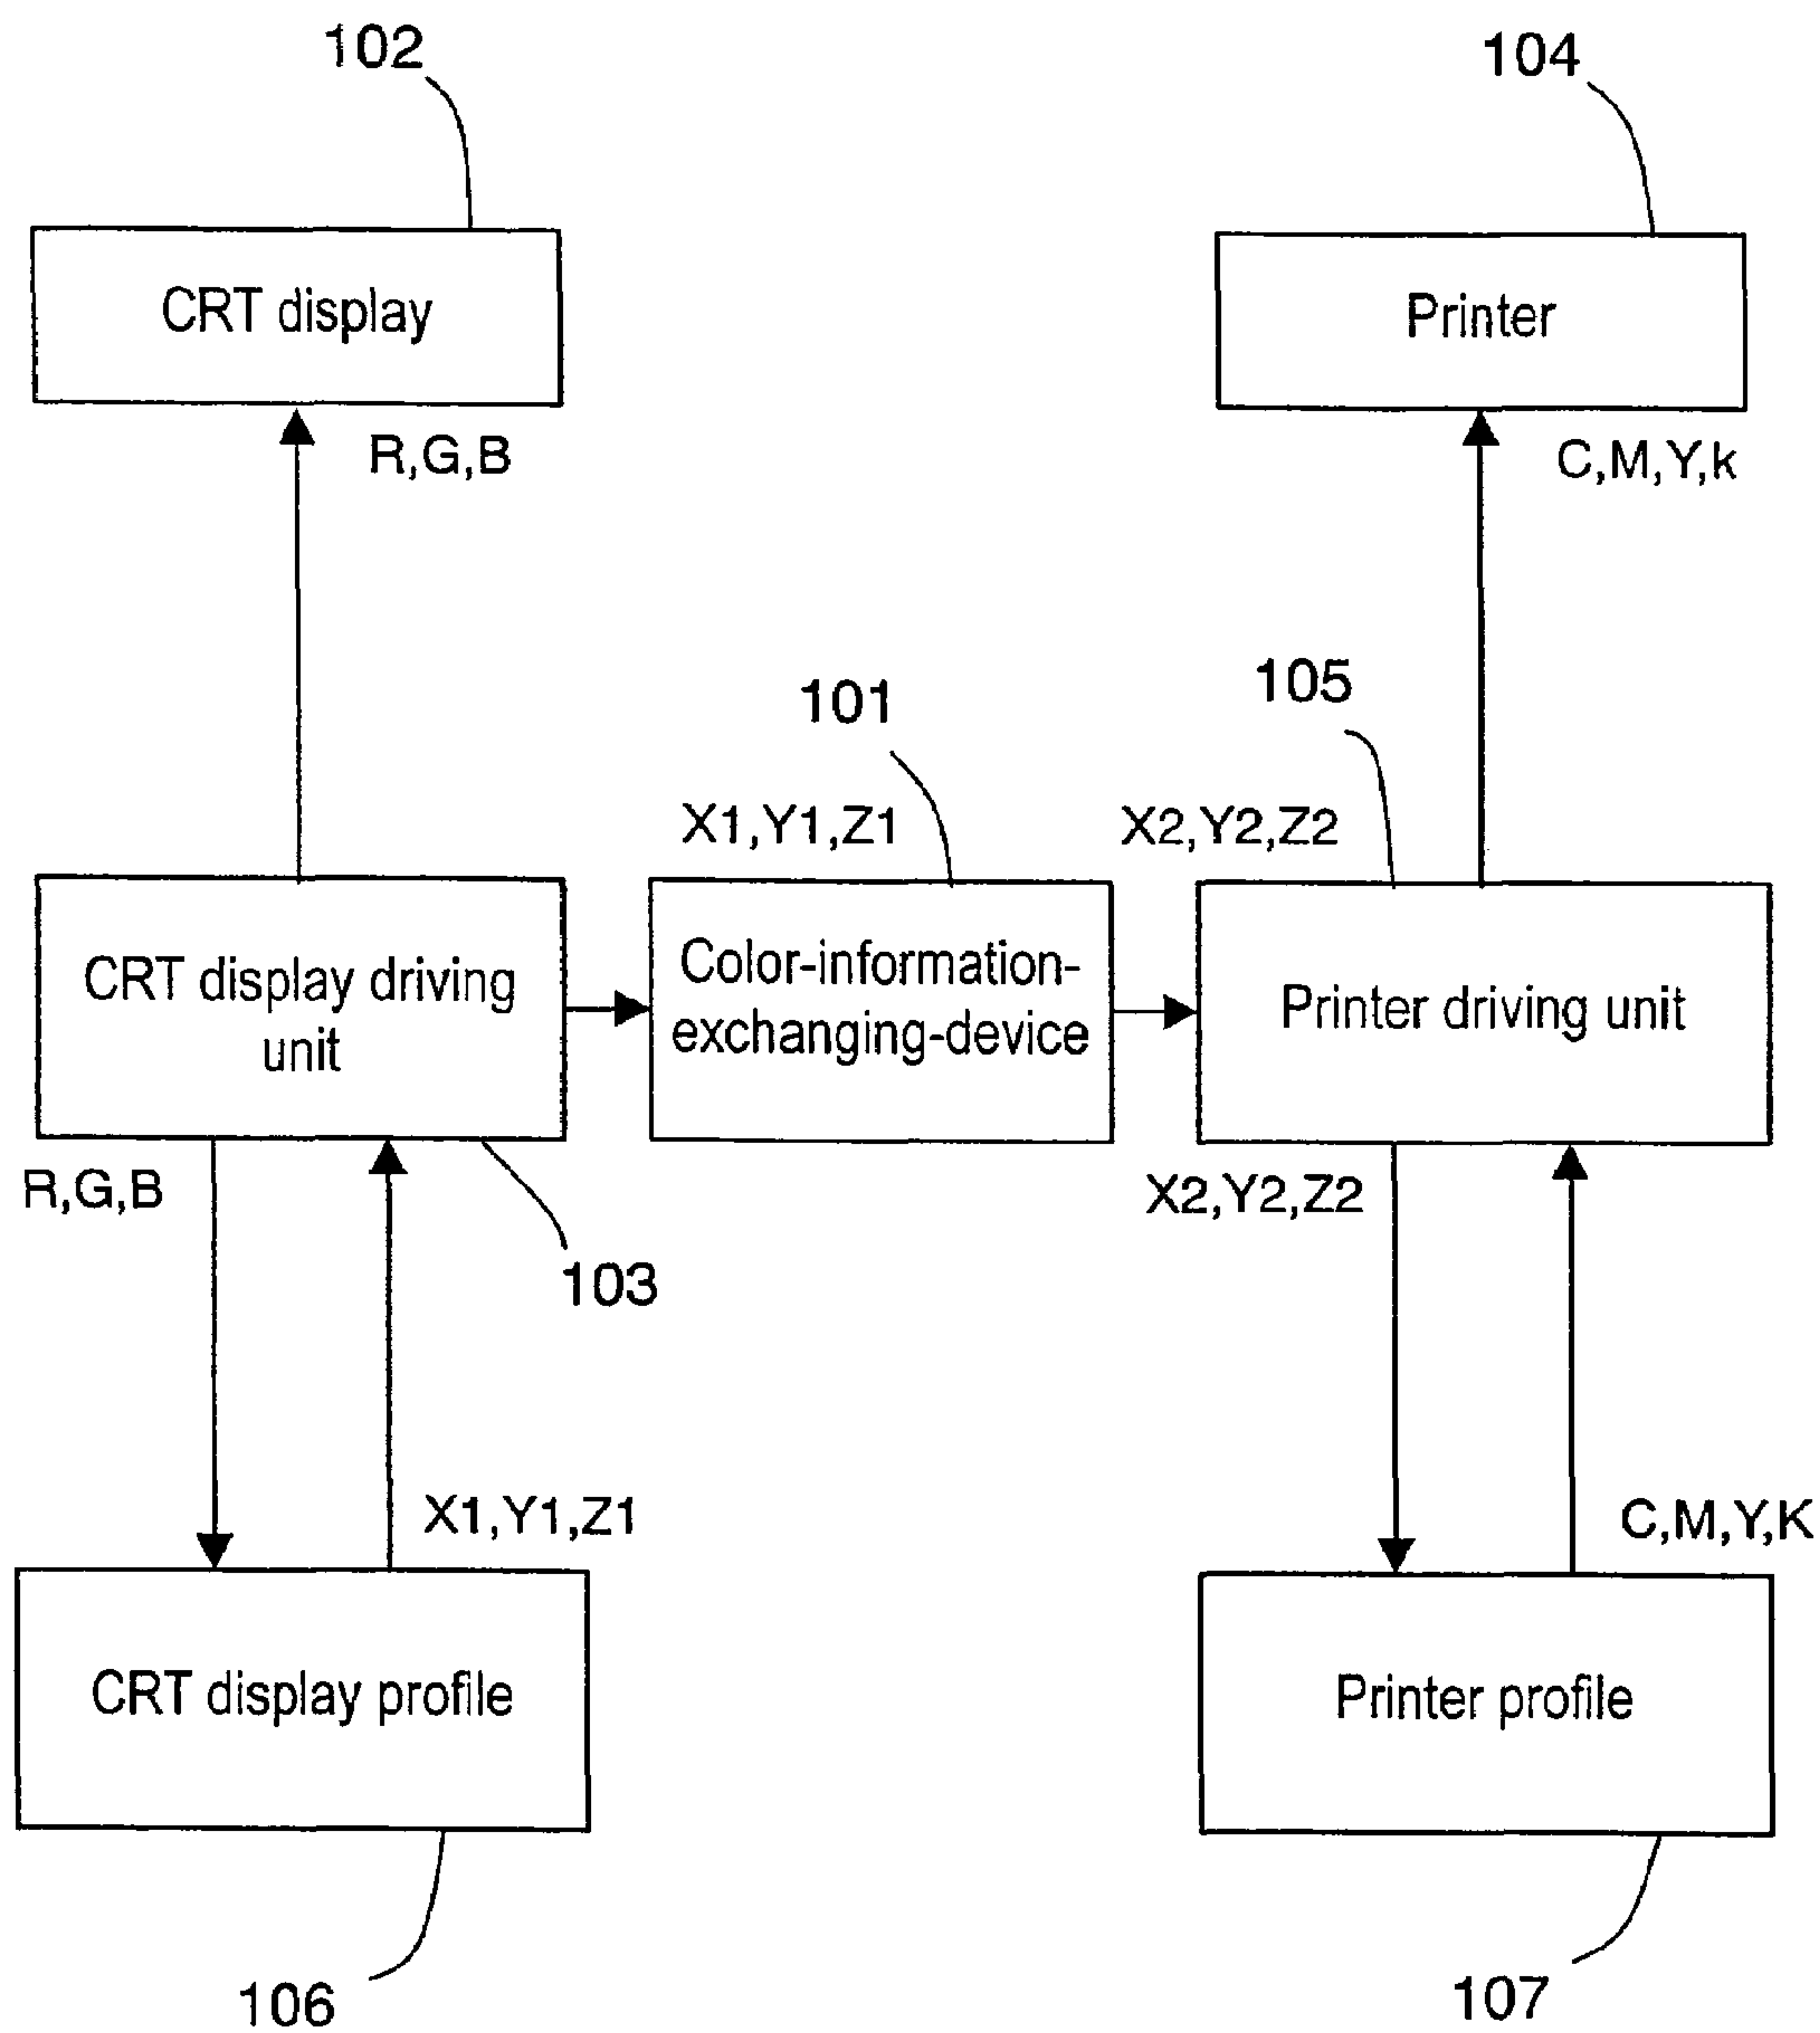 102
104
CRT display
Printer
R,G,B
C,M,Y,k
101
105
X1,Y1,Z1
X2,Y2,Z2
CRT display driving
unit
Color-information-
exchanging-device
Printer driving unit
R,G,B
X2,Y2,Z2
103
X1,Y1,Z1
C,M,Y,K
CRT display profile
Printer profile
106
107